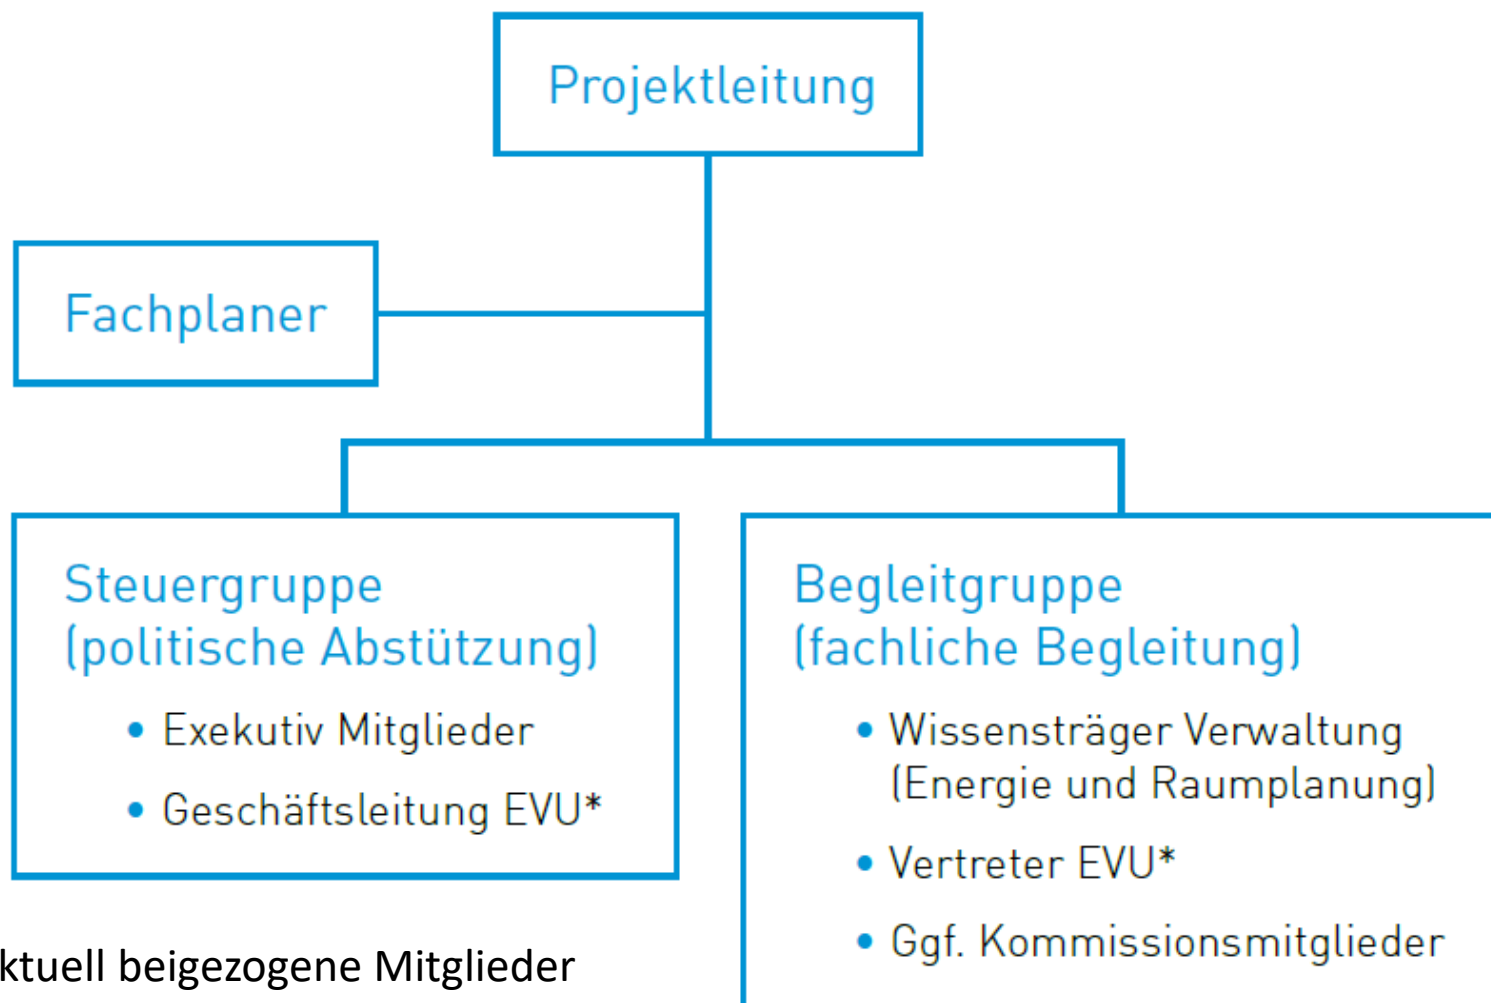 Projektleitung
Fachplaner
Steuergruppe
(politische Abstützung)
• Exekutiv Mitglieder
• Geschäftsleitung EVU*
Begleitgruppe
(fachliche Begleitung)
• Wissensträger Verwaltung
(Energie und Raumplanung)
• Vertreter EVU*
• Ggf. Kommissionsmitglieder
ktuell beigezogene Mitglieder